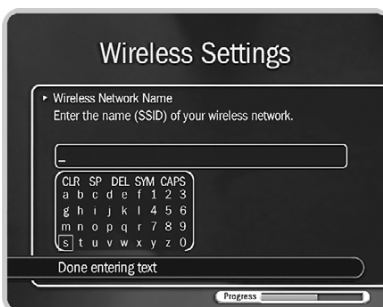 Wireless Settings
Wireless Network Name
Enter the name (SSID) of your wireless network.
_
CLR SP DEL SYM CAPS
a b c d e f 1 2 3
g h i j k l 4 5 6
m n o p q r 7 8 9
s t u v w x y z 0
Done entering text
Progress